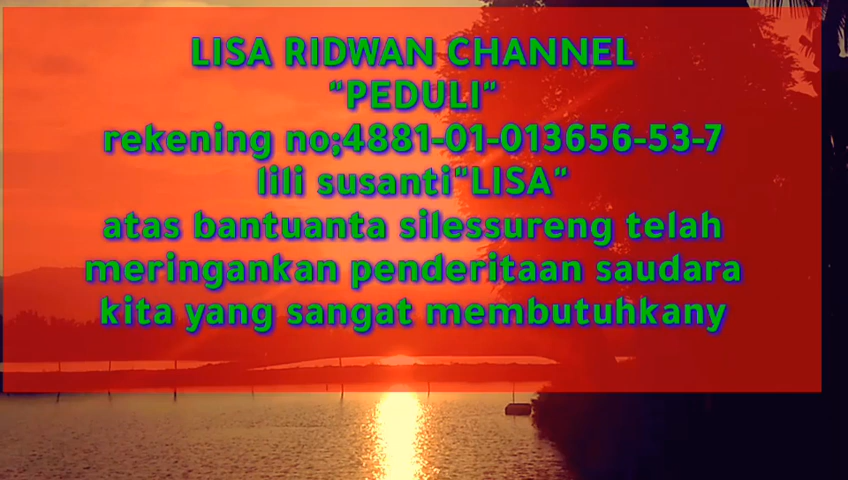 LISA RIDWAN CHANNEL
"PEDULI"
rekening no;4881-01-013656-53-7
lili susanti"LISA"
atas bantuanta silessureng telah
meringankan penderitaan saudara
kita yang sangat membutuhkany